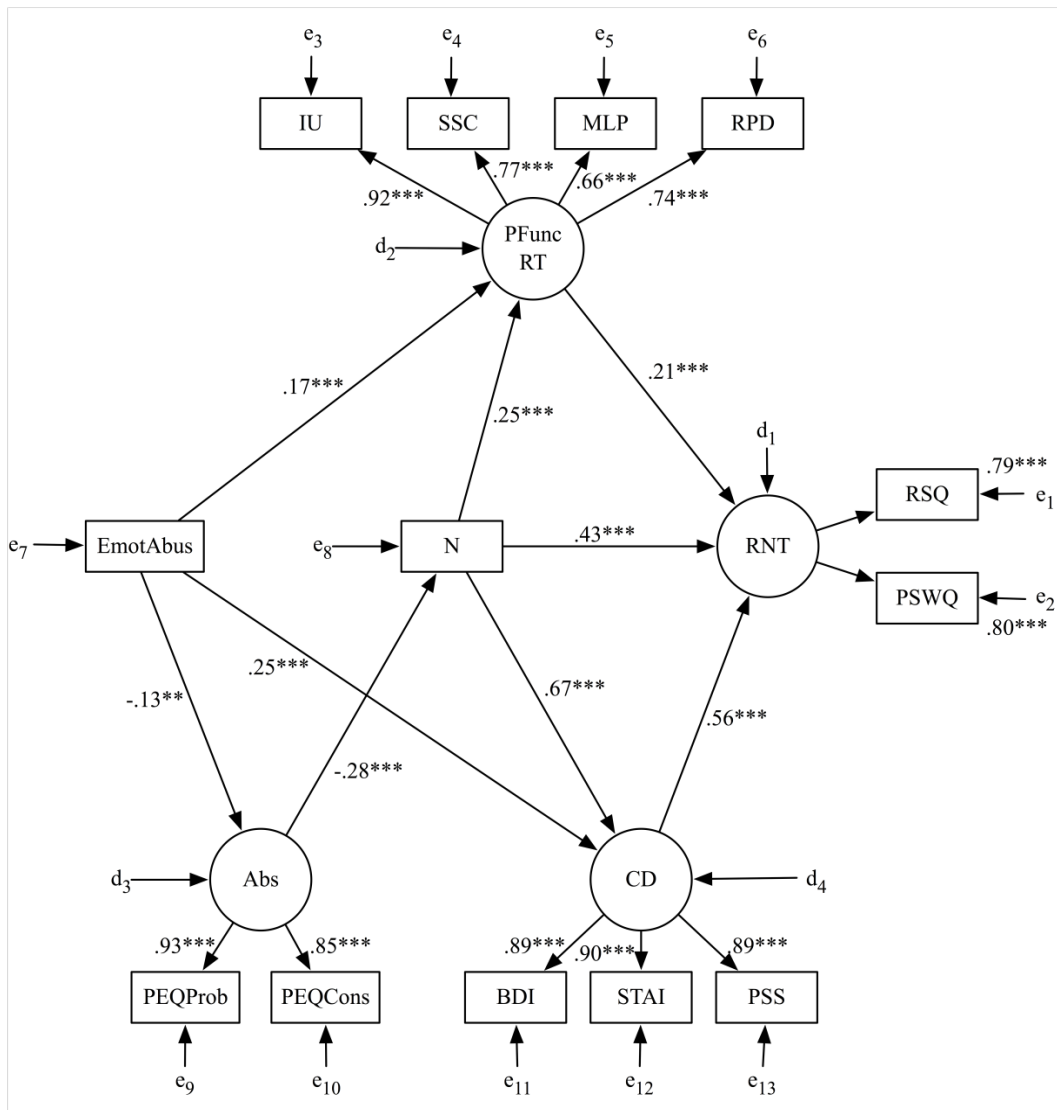 e3 e4 e5 e6
IU SSC MLP RPD
.92*** .77*** .66*** .74***
d2
PFunc
RT
.17*** .25*** .21***
d1
.79***
RSQ e1
e7 EmotAbus e8 N .43*** RNT
PSWQ e2
.80***
-.13** .25*** -.28*** .67*** .56***
d3 Abs CD d4
.93*** .85*** .89*** .90*** .89***
PEQProb PEQCons BDI STAI PSS
e9 e10 e11 e12 e13